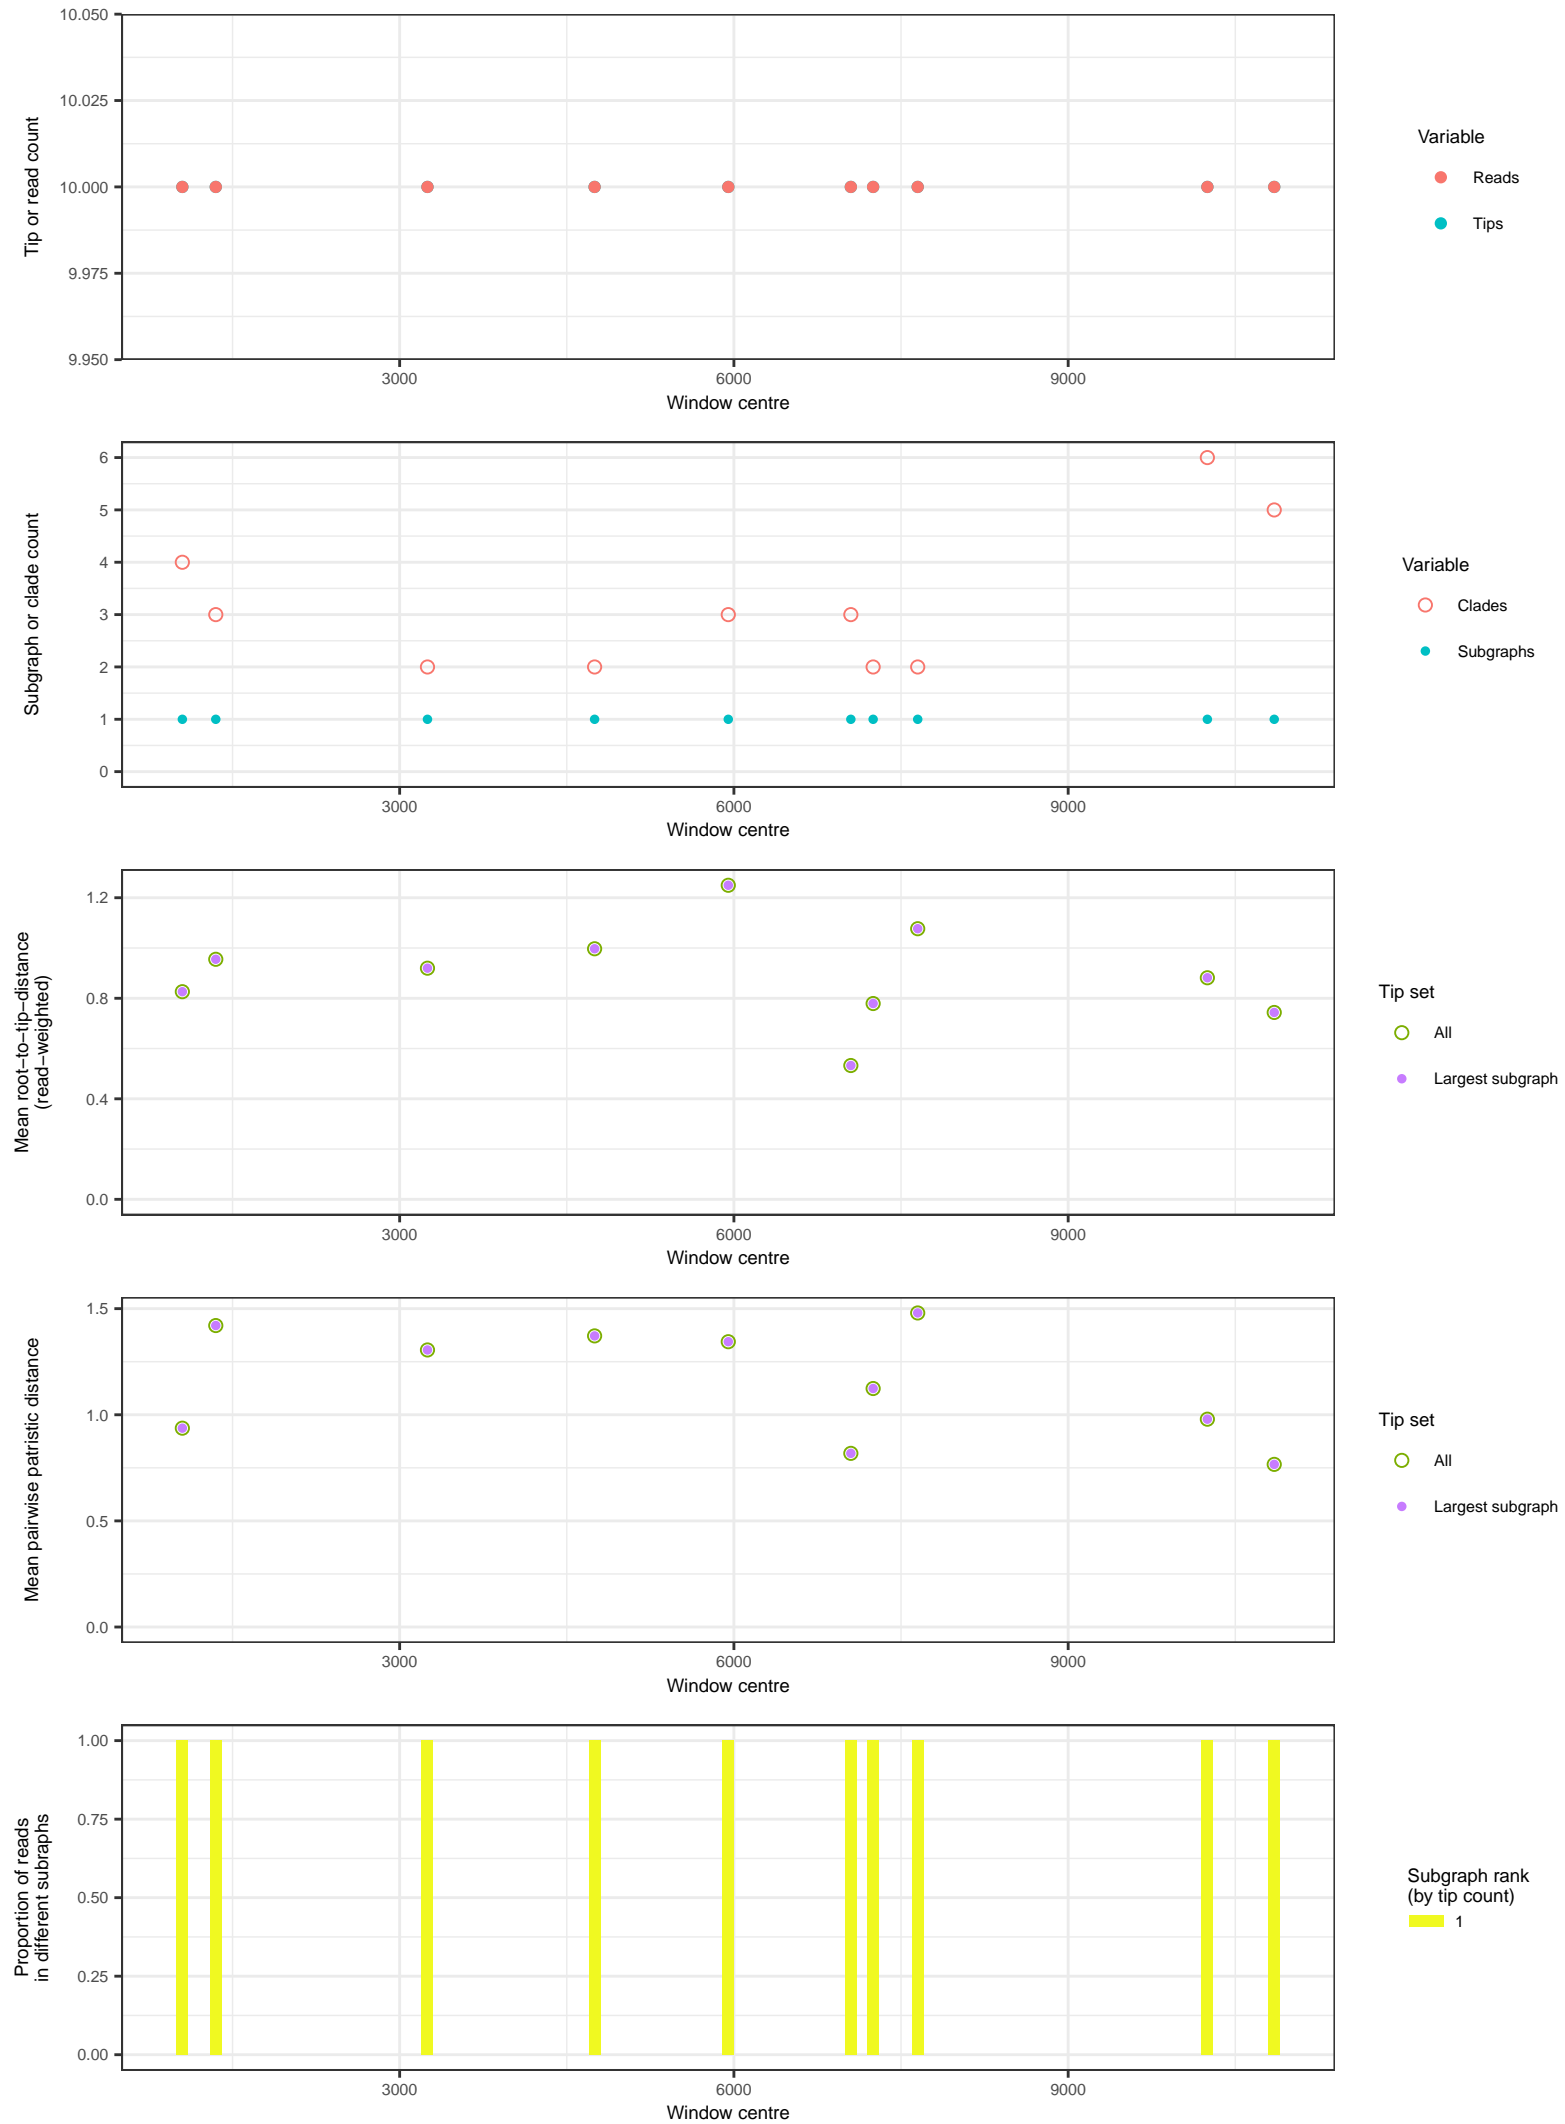 10.050
10.025
10.000
9.975
9.950
Tip or read count
3000
6000
9000
Window centre
Variable
Reads
Tips
6
5
4
3
2
1
0
Subgraph or clade count
3000
6000
9000
Window centre
Variable
Clades
Subgraphs
1.2
0.8
0.4
0.0
Mean root−to−tip−distance
(read−weighted)
3000
6000
9000
Window centre
Tip set
All
Largest subgraph
1.5
1.0
0.5
0.0
Mean pairwise patristic distance
3000
6000
9000
Window centre
Tip set
All
Largest subgraph
1.00
0.75
0.50
0.25
0.00
Proportion of reads
in different subraphs
3000
6000
9000
Window centre
Subgraph rank
(by tip count)
1